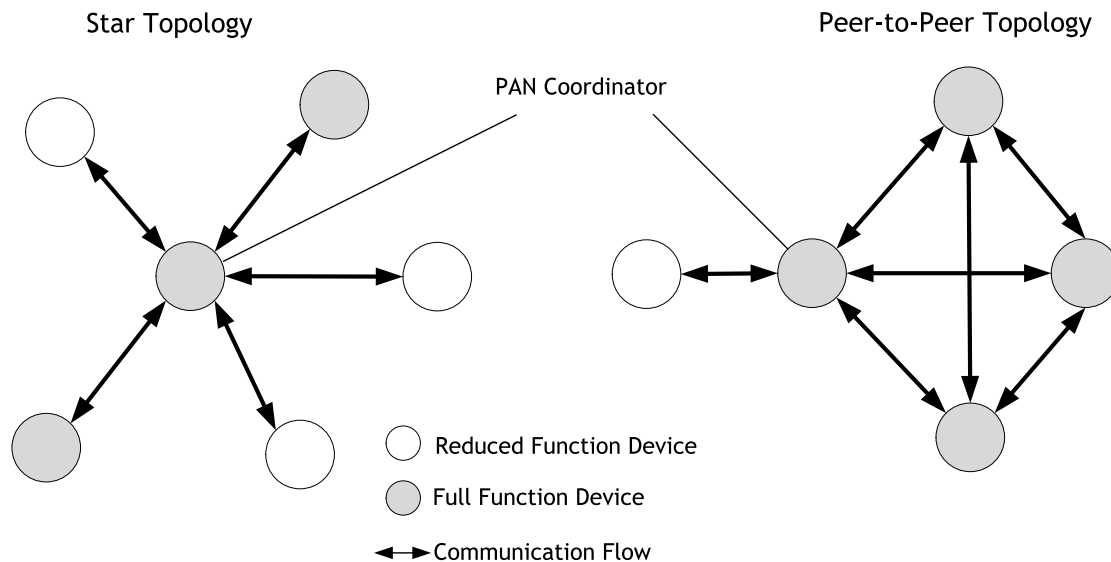 Star Topology
Peer-to-Peer Topology
PAN Coordinator
Reduced Function Device
Full Function Device
Communication Flow